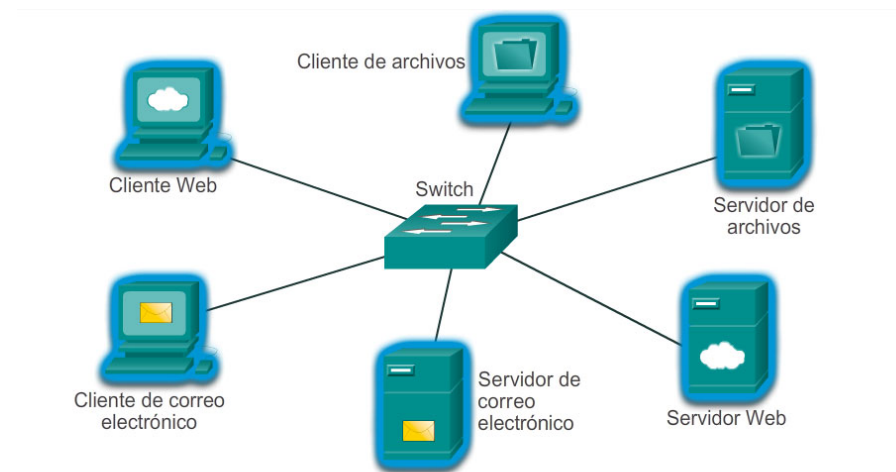 Cliente de archivos
Cliente Web
Switch
Servidor de
archivos
Cliente de correo
electrónico
Servidor de
correo
electrónico
Servidor Web